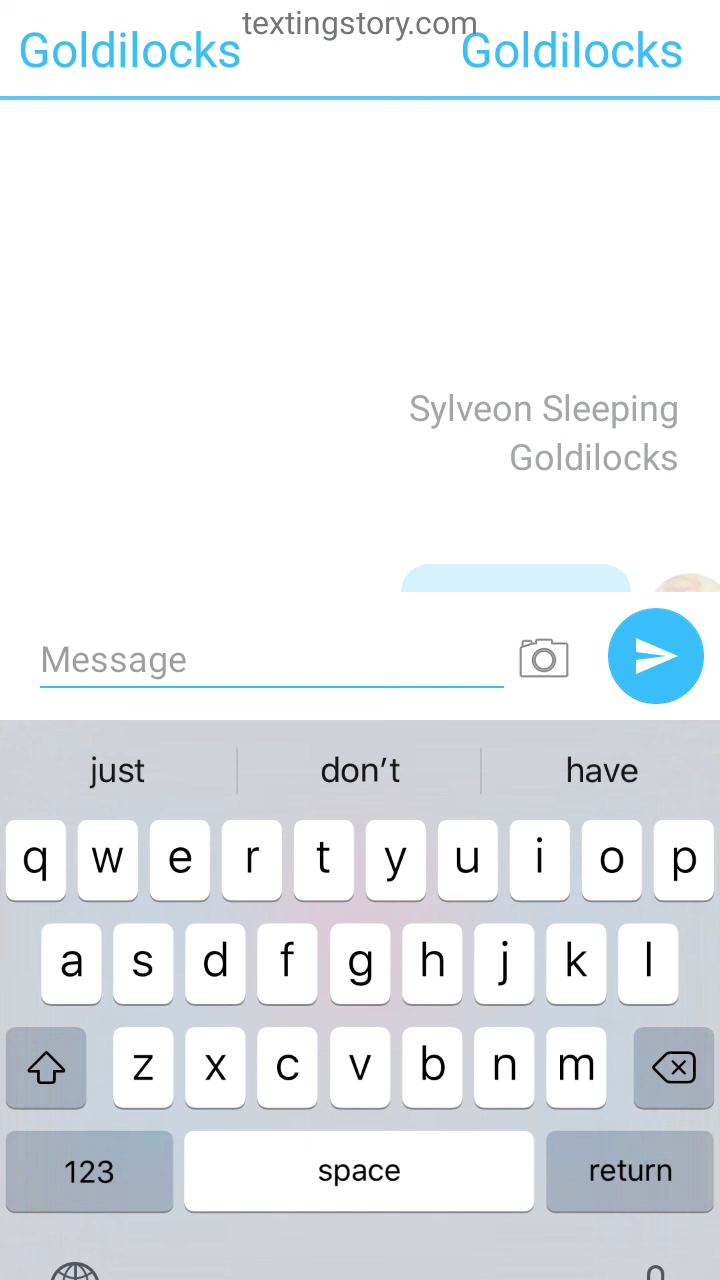 textingstory.com
Goldilocks Goldilocks
Sylveon Sleeping
Goldilocks
Message
just don’t have
q w e r t y u i o p
a s d f g h j k l
z x c v b n m
123 space return